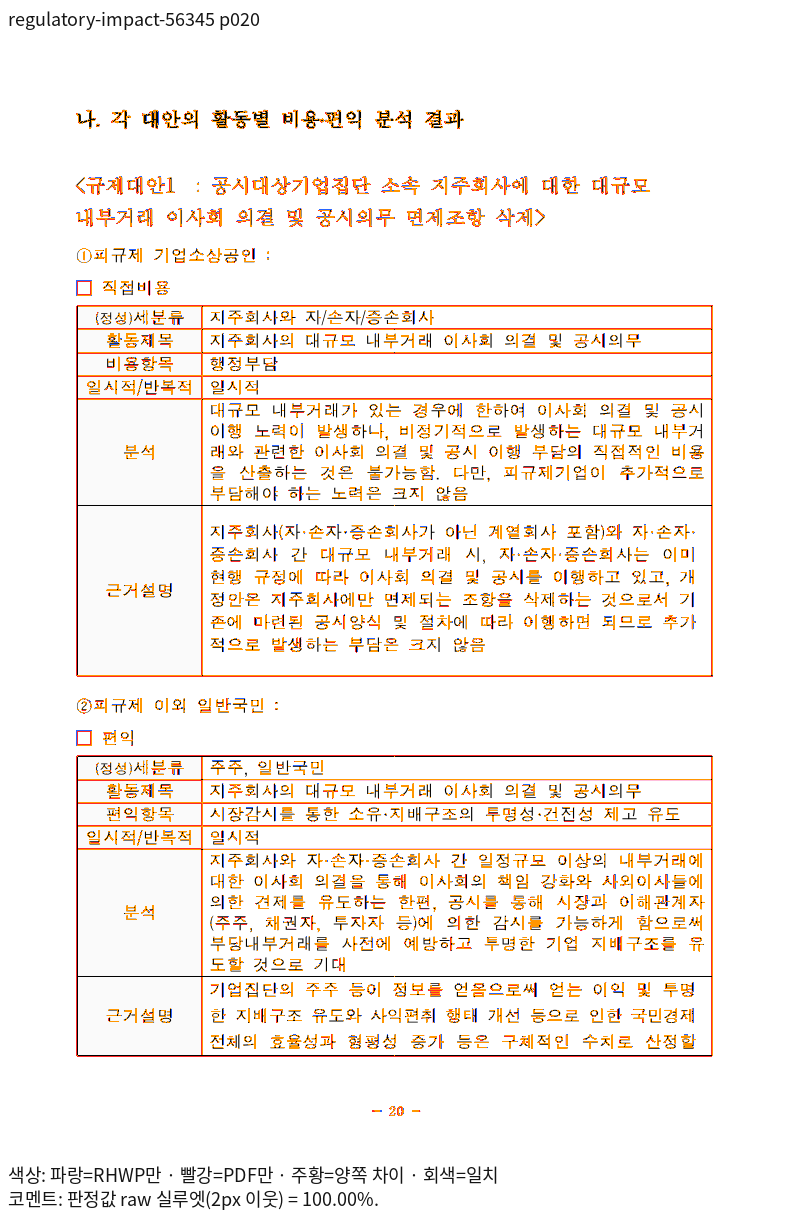 regulatory-impact-56345 p020
나. 각 대안의 활동별 비용·편익 분석 결과
<규제대안1 : 공시대상기업집단 소속 지주회사에 대한 대규모
내부거래 이사회 의결 및 공시의무 면제조항 삭제>
①피규제 기업소상공인 :
□ 직접비용
(정성)세분류 지주회사와 자/손자/증손회사
활동제목 지주회사의 대규모 내부거래 이사회 의결 및 공시의무
비용항목 행정부담
일시적/반복적 일시적
대규모 내부거래가 있는 경우에 한하여 이사회 의결 및 공시
이행 노력이 발생하나, 비정기적으로 발생하는 대규모 내부거
분석 래와 관련한 이사회 의결 및 공시 이행 부담의 직접적인 비용
을 산출하는 것은 불가능함. 다만, 피규제기업이 추가적으로
부담해야 하는 노력은 크지 않음
지주회사(자·손자·증손회사가 아닌 계열회사 포함)와 자·손자·
증손회사 간 대규모 내부거래 시, 자·손자·증손회사는 이미
현행 규정에 따라 이사회 의결 및 공시를 이행하고 있고, 개
근거설명 정안은 지주회사에만 면제되는 조항을 삭제하는 것으로서 기
존에 마련된 공시양식 및 절차에 따라 이행하면 되므로 추가
적으로 발생하는 부담은 크지 않음
②피규제 이외 일반국민 :
□ 편익
(정성)세분류 주주, 일반국민
활동제목 지주회사의 대규모 내부거래 이사회 의결 및 공시의무
편익항목 시장감시를 통한 소유·지배구조의 투명성·건전성 제고 유도
일시적/반복적 일시적
지주회사와 자·손자·증손회사 간 일정규모 이상의 내부거래에
대한 이사회 의결을 통해 이사회의 책임 강화와 사외이사들에
의한 견제를 유도하는 한편, 공시를 통해 시장과 이해관계자
분석 (주주, 채권자, 투자자 등)에 의한 감시를 가능하게 함으로써
부당내부거래를 사전에 예방하고 투명한 기업 지배구조를 유
도할 것으로 기대
기업집단의 주주 등이 정보를 얻음으로써 얻는 이익 및 투명
근거설명 한 지배구조 유도와 사익편취 행태 개선 등으로 인한 국민경제
전체의 효율성과 형평성 증가 등은 구체적인 수치로 산정할
- 20 -
색상: 파랑=RHWP만 · 빨강=PDF만 · 주황=양쪽 차이 · 회색=일치
코멘트: 판정값 raw 실루엣(2px 이웃) = 100.00%.